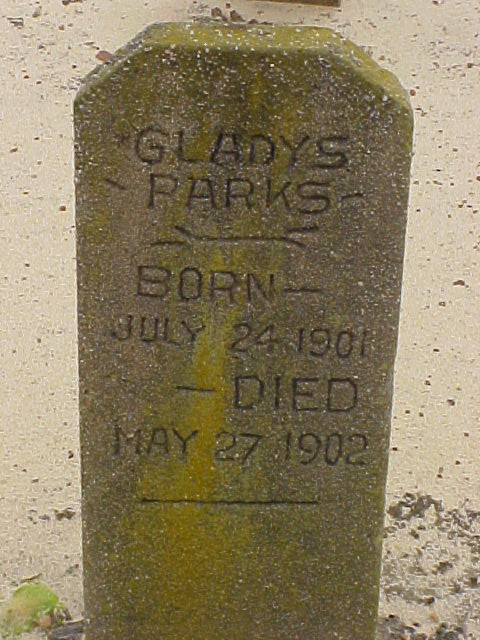 GLADYS
- PARKS -
BORN -
JULY 24 1901
- DIED
MAY 27 1902